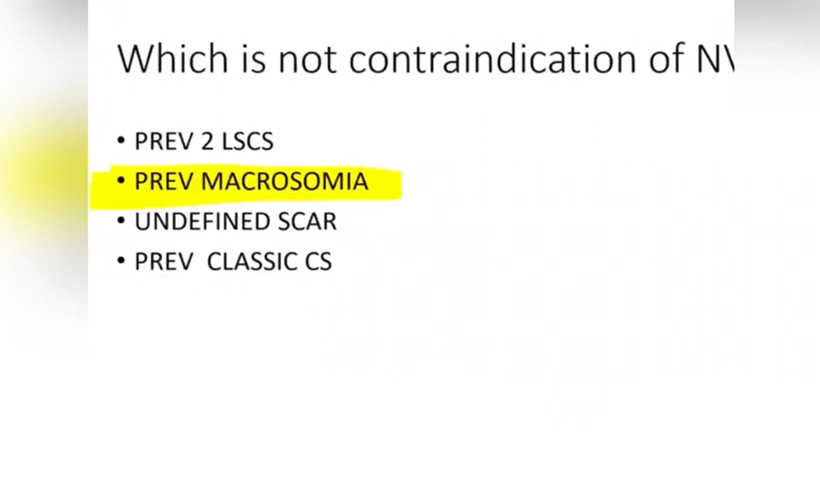 Which is not contraindication of
• PREV 2 LSCS
• PREV MACROSOMIA
• UNDEFINED SCAR
• PREV CLASSIC CS